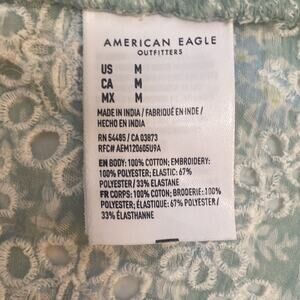 AMERICAN EAGLE
OUTFITTERS
US M
CA M
MX M
MADE IN INDIA / FABRIQUÉ EN INDE /
HECHO EN INDIA
RN 54485 / CA 03873
RFC# AEM120605U9A
EN BODY: 100% COTTON; EMBROIDERY:
100% POLYESTER; ELASTIC: 67%
POLYESTER / 33% ELASTANE
FR CORPS: 100% COTON; BRODERIE: 100%
POLYESTER; ÉLASTIQUE: 67% POLYESTER /
33% ÉLASTHANNE